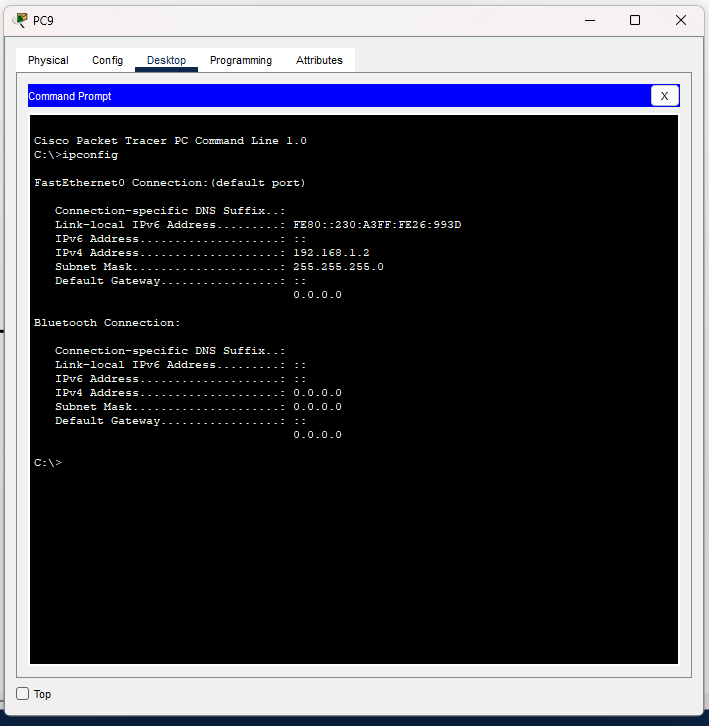 PC9
Physical Config Desktop Programming Attributes
Command Prompt
X
Cisco Packet Tracer PC Command Line 1.0
C:\>ipconfig
FastEthernet0 Connection:(default port)
Connection-specific DNS Suffix..:
Link-local IPv6 Address.........: FE80::230:A3FF:FE26:993D
IPv6 Address....................: ::
IPv4 Address....................: 192.168.1.2
Subnet Mask.....................: 255.255.255.0
Default Gateway.................: ::
0.0.0.0
Bluetooth Connection:
Connection-specific DNS Suffix..:
Link-local IPv6 Address.........: ::
IPv6 Address....................: ::
IPv4 Address....................: 0.0.0.0
Subnet Mask.....................: 0.0.0.0
Default Gateway.................: ::
0.0.0.0
C:\>
Top